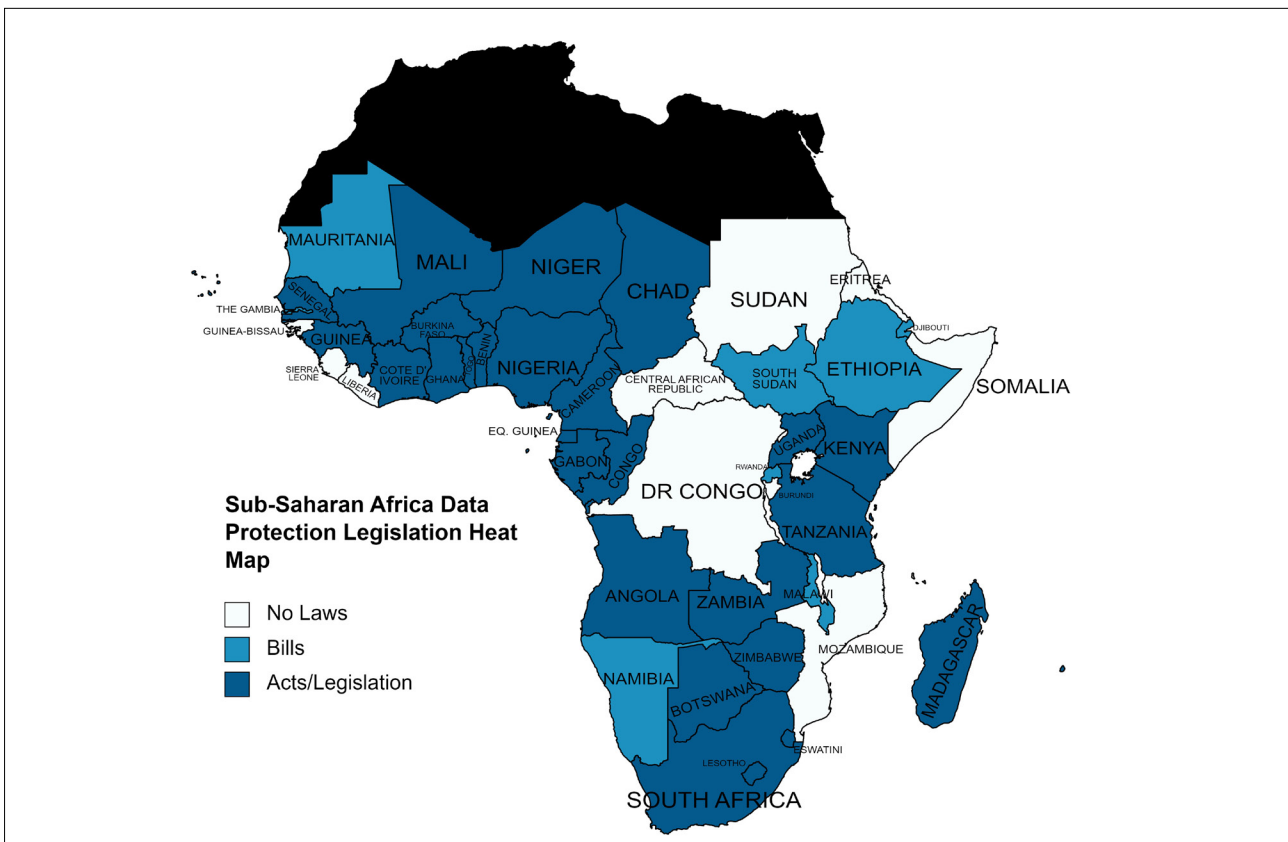 MAURITANIA
MALI
NIGER
CHAD
SUDAN
ERITREA
SENEGAL
THE GAMBIA
GUINEA-BISSAU
GUINEA
BURKINA
FASO
BENIN
TOGO
NIGERIA
DJIBOUTI
ETHIOPIA
SOUTH
SUDAN
SOMALIA
SIERRA
LEONE
LIBERIA
COTE D'
IVOIRE
GHANA
CAMEROON
CENTRAL AFRICAN
REPUBLIC
EQ. GUINEA
GABON
CONGO
UGANDA
KENYA
RWANDA
DR CONGO
BURUNDI
TANZANIA
Sub-Saharan Africa Data
Protection Legislation Heat
Map
No Laws
Bills
Acts/Legislation
ANGOLA
ZAMBIA
MALAWI
MOZAMBIQUE
ZIMBABWE
NAMIBIA
BOTSWANA
MADAGASCAR
ESWATINI
LESOTHO
SOUTH AFRICA